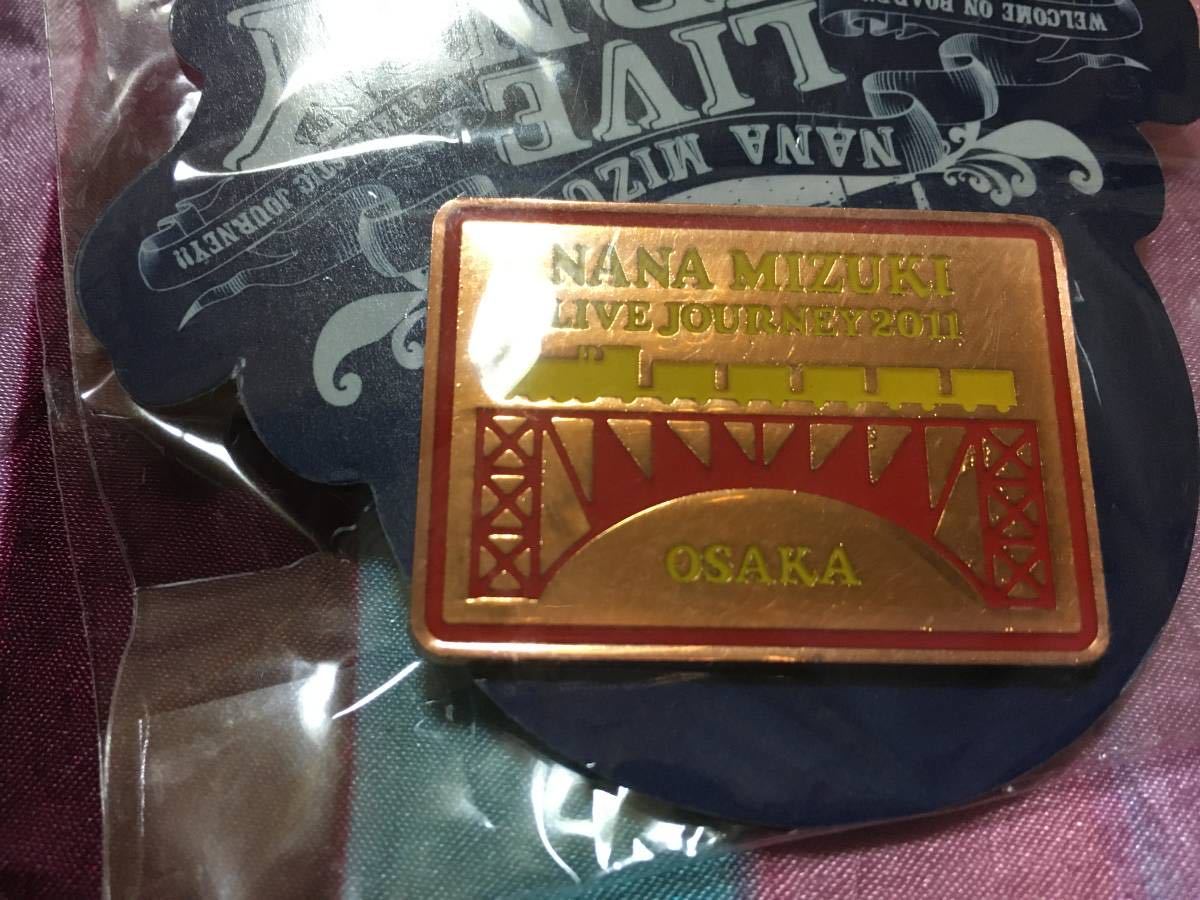 NANA MIZUKI
LIVE JOURNEY 2011
OSAKA
WELCOME ON BOARD
LIVE
NANA MIZU
JOURNEY!!